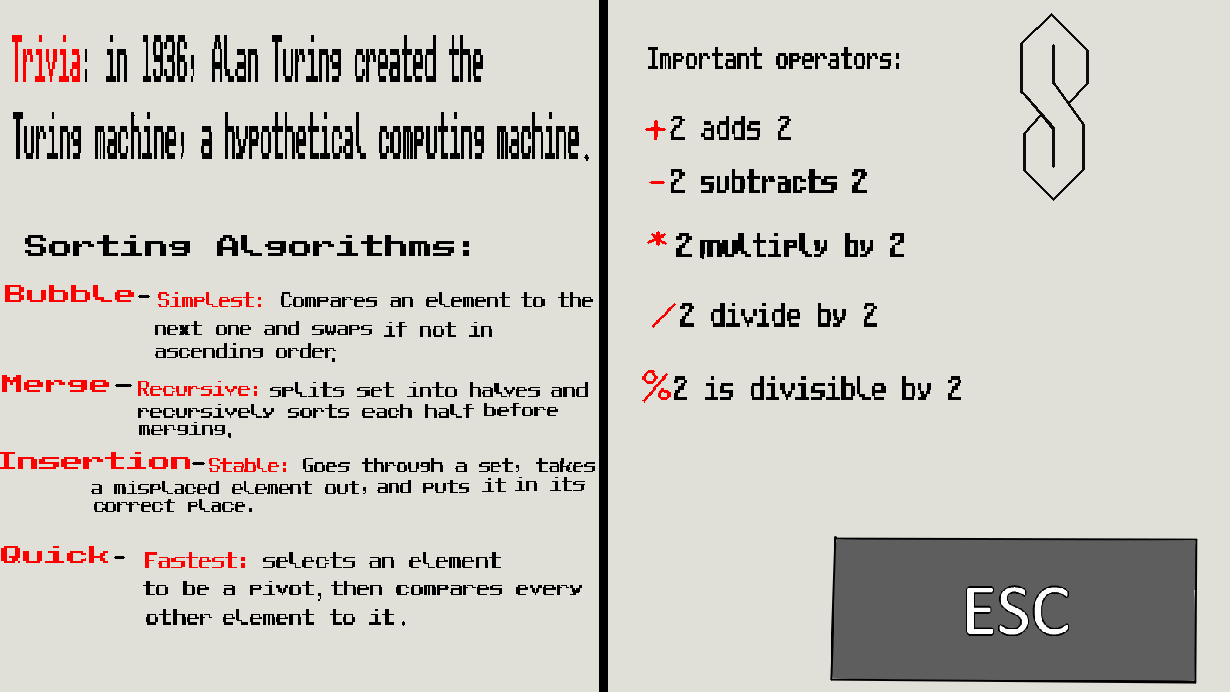 Trivia: in 1936, Alan Turing created the
Turing machine, a hypothetical computing machine.
Sorting Algorithms:
Bubble- Simplest: Compares an element to the
next one and swaps if not in
ascending order.
Merge- Recursive: splits set into halves and
recursively sorts each half before
merging.
Insertion-Stable: Goes through a set, takes
a misplaced element out, and puts it in its
correct place.
Quick- Fastest: selects an element
to be a pivot, then compares every
other element to it.
Important operators:
+2 adds 2
-2 subtracts 2
* 2 multiply by 2
/2 divide by 2
%2 is divisible by 2
ESC